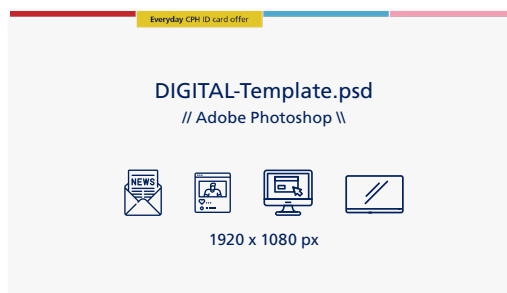 Everyday CPH ID card offer
DIGITAL-Template.psd
// Adobe Photoshop \\
NEWS
1920 x 1080 px